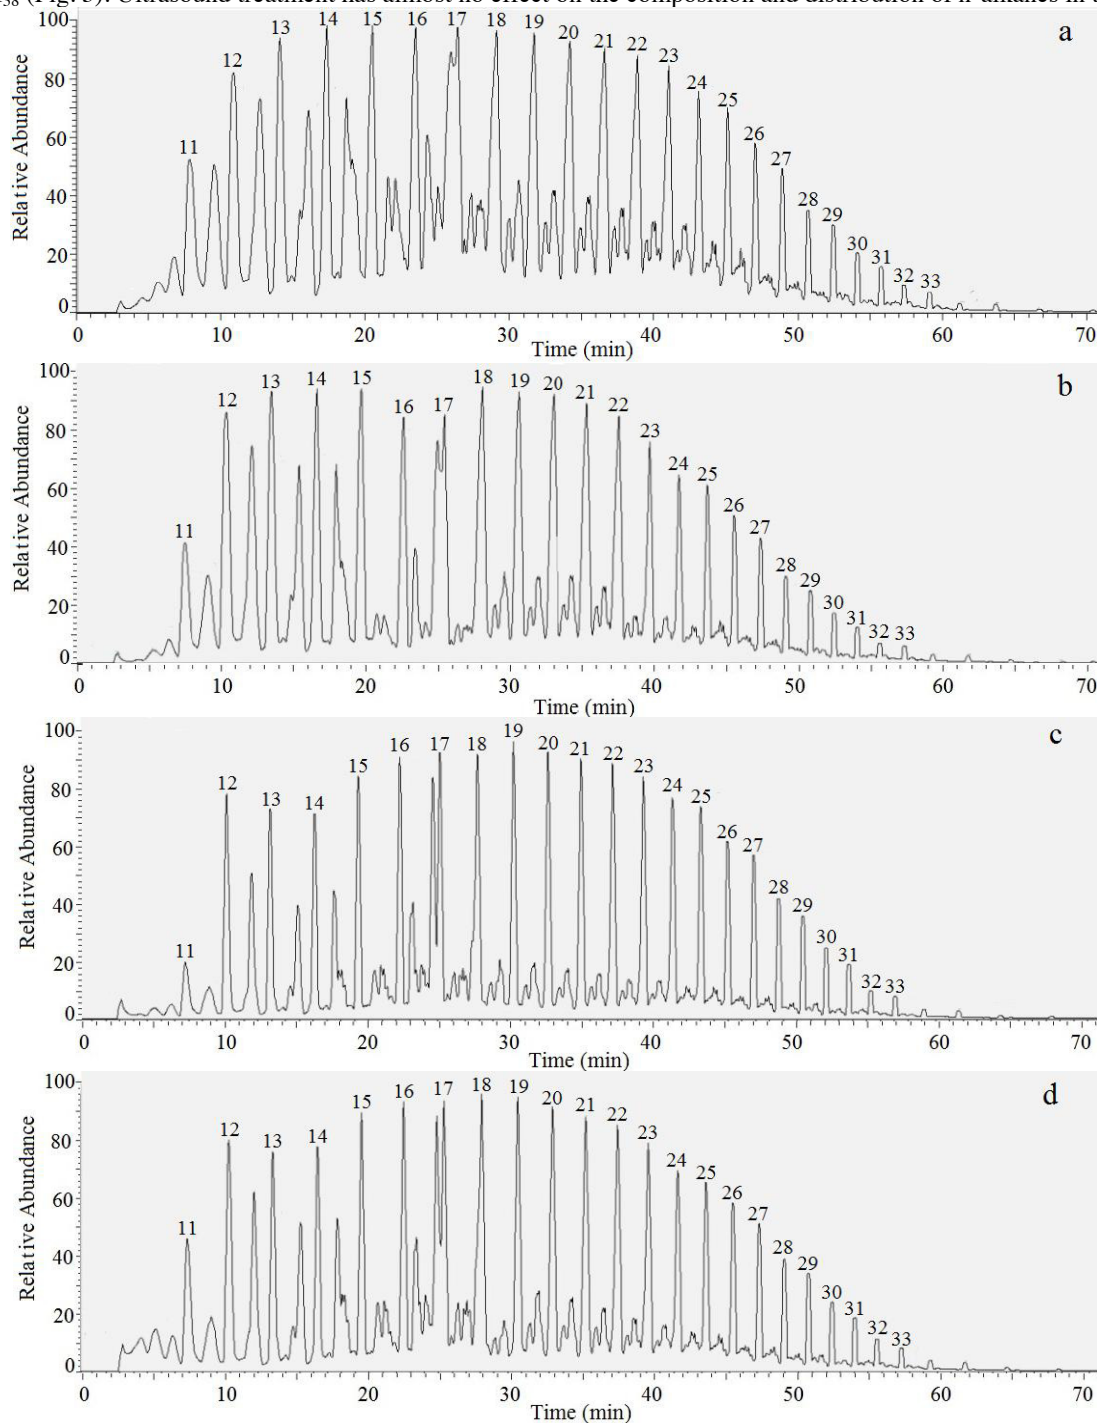 38 (Fig. 3). Ultrasound treatment has almost no effect on the composition and distribution of n-alkanes in
a
Relative Abundance
100
80
60
40
20
0
11 12 13 14 15 16 17 18 19 20 21 22 23 24 25 26 27 28 29 30 31 32 33
0 10 20 30 40 50 60 70
Time (min)
b
Relative Abundance
100
80
60
40
20
0
11 12 13 14 15 16 17 18 19 20 21 22 23 24 25 26 27 28 29 30 31 32 33
0 10 20 30 40 50 60 70
Time (min)
c
Relative Abundance
100
80
60
40
20
0
11 12 13 14 15 16 17 18 19 20 21 22 23 24 25 26 27 28 29 30 31 32 33
0 10 20 30 40 50 60 70
Time (min)
d
Relative Abundance
100
80
60
40
20
0
11 12 13 14 15 16 17 18 19 20 21 22 23 24 25 26 27 28 29 30 31 32 33
0 10 20 30 40 50 60 70
Time (min)